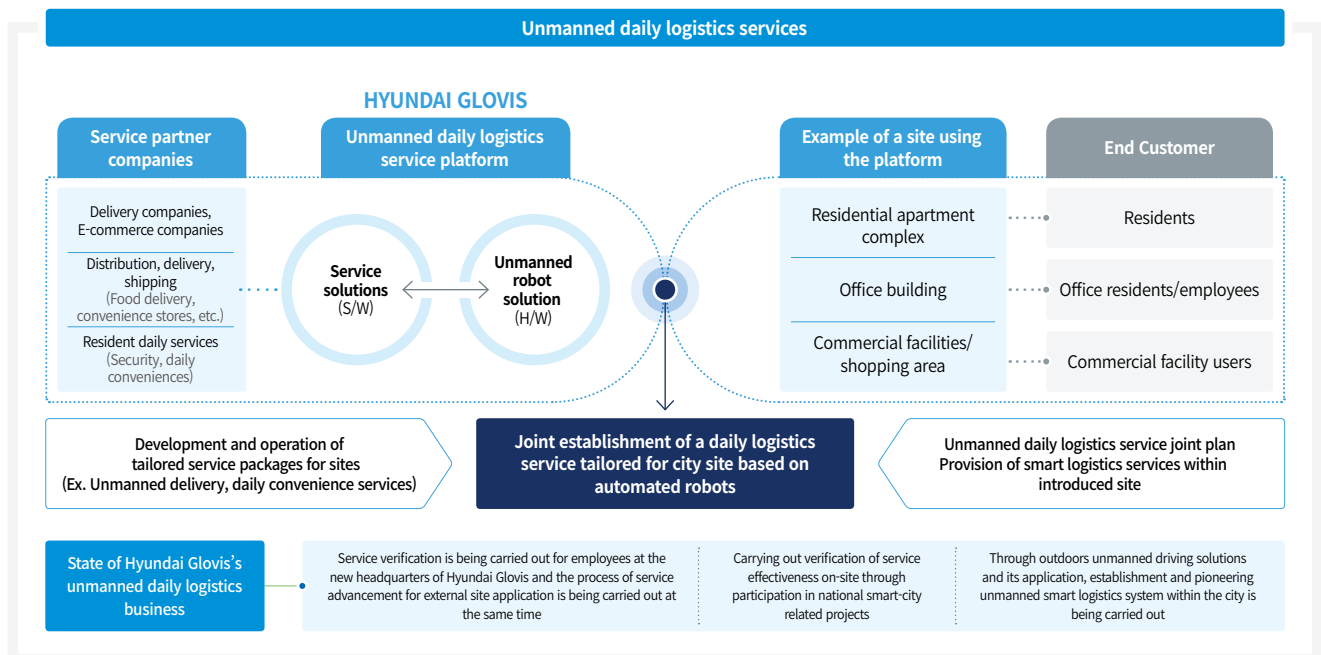 Unmanned daily logistics services
HYUNDAI GLOVIS
Service partner
companies
Unmanned daily logistics
service platform
Example of a site using
the platform
End Customer
Delivery companies,
E-commerce companies
Distribution, delivery,
shipping
(Food delivery,
convenience stores, etc.)
Resident daily services
(Security, daily
conveniences)
Service
solutions
(S/W)
Unmanned
robot
solution
(H/W)
Residential apartment
complex
Office building
Commercial facilities/
shopping area
Residents
Office residents/employees
Commercial facility users
Development and operation of
tailored service packages for sites
(Ex. Unmanned delivery, daily convenience services)
Joint establishment of a daily logistics
service tailored for city site based on
automated robots
Unmanned daily logistics service joint plan
Provision of smart logistics services within
introduced site
State of Hyundai Glovis's
unmanned daily logistics
business
Service verification is being carried out for employees at the
new headquarters of Hyundai Glovis and the process of service
advancement for external site application is being carried out at
the same time
Carrying out verification of service
effectiveness on-site through
participation in national smart-city
related projects
Through outdoors unmanned driving solutions
and its application, establishment and pioneering
unmanned smart logistics system within the city is
being carried out